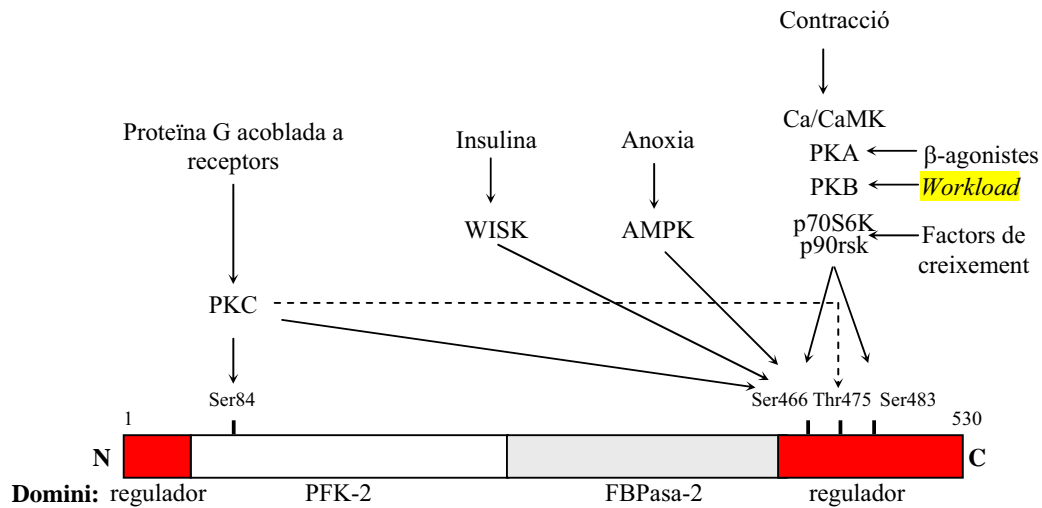 Contracció
Ca/CaMK
Proteïna G acoblada a
receptors
Insulina
Anoxia
PKA
β-agonistes
PKB
Workload
WISK
AMPK
p70S6K
p90rsk
Factors de
creixement
PKC
Ser84
Ser466 Thr475 Ser483
1
530
N
C
Domini: regulador PFK-2 FBPasa-2 regulador